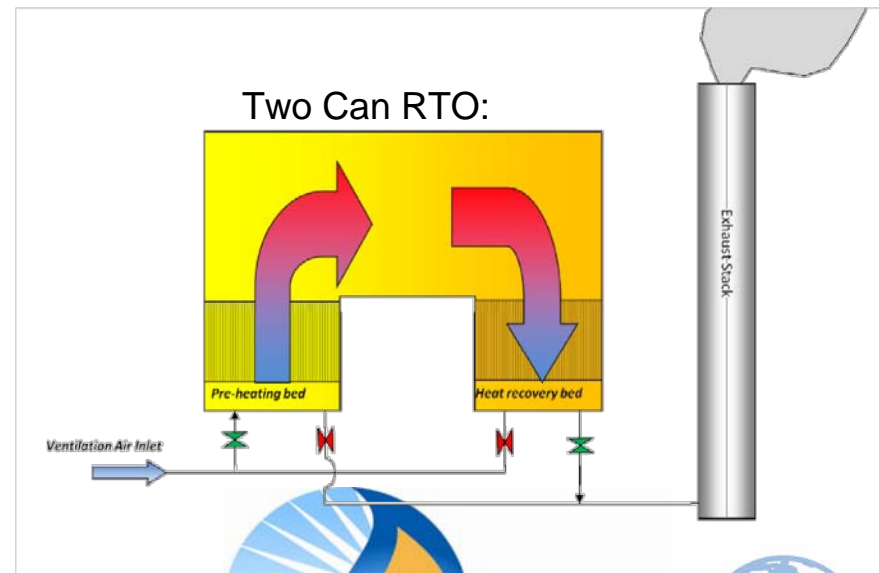 Two Can RTO:
Exhaust Stack
Pre-heating bed
Heat recovery bed
Ventilation Air Inlet